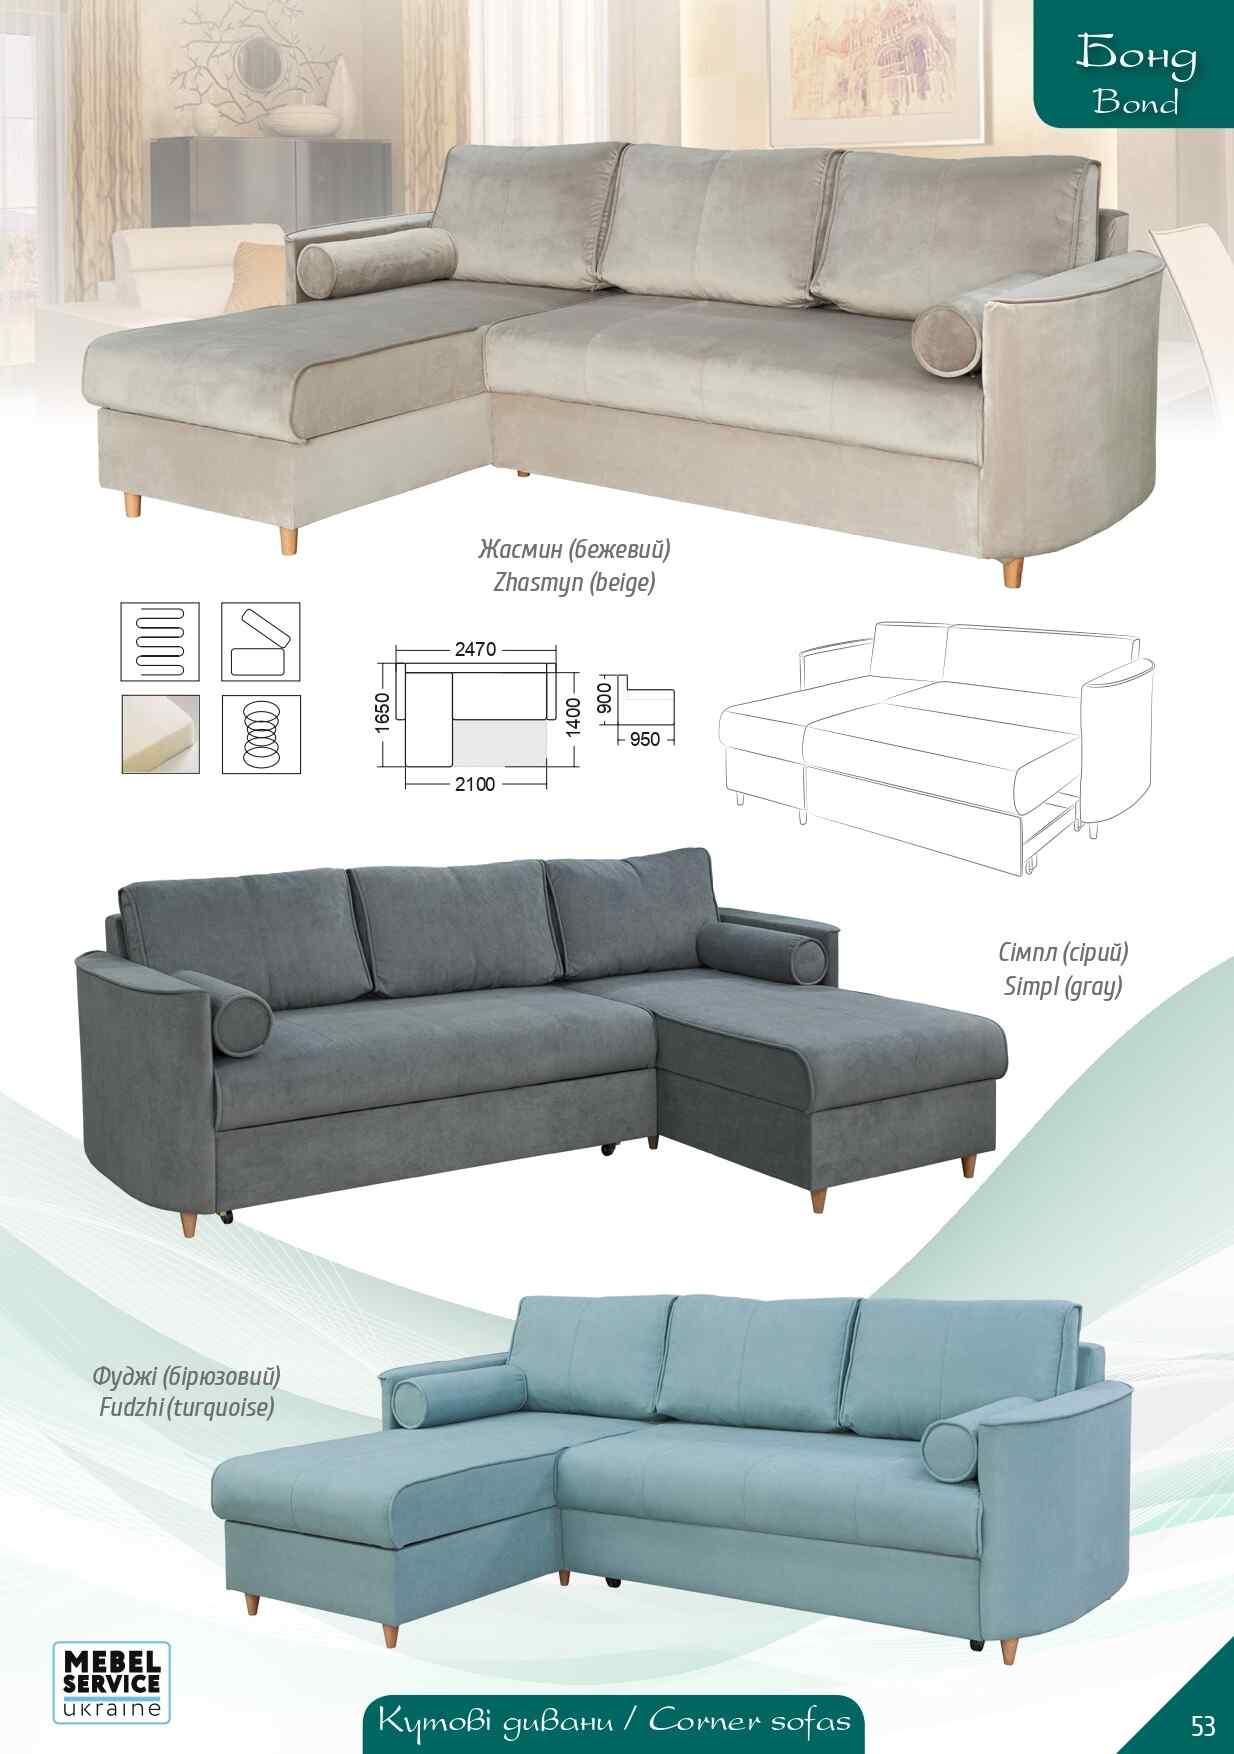 Бонд
Bond
Жасмин (бежевий)
Zhasmyn (beige)
2470
1650
1400
2100
900
950
Сімпл (сірий)
Simpl (gray)
Фуджі (бірюзовий)
Fudzhi (turquoise)
MEBEL
SERVICE
ukraine
Кутові дивани / Corner sofas
53